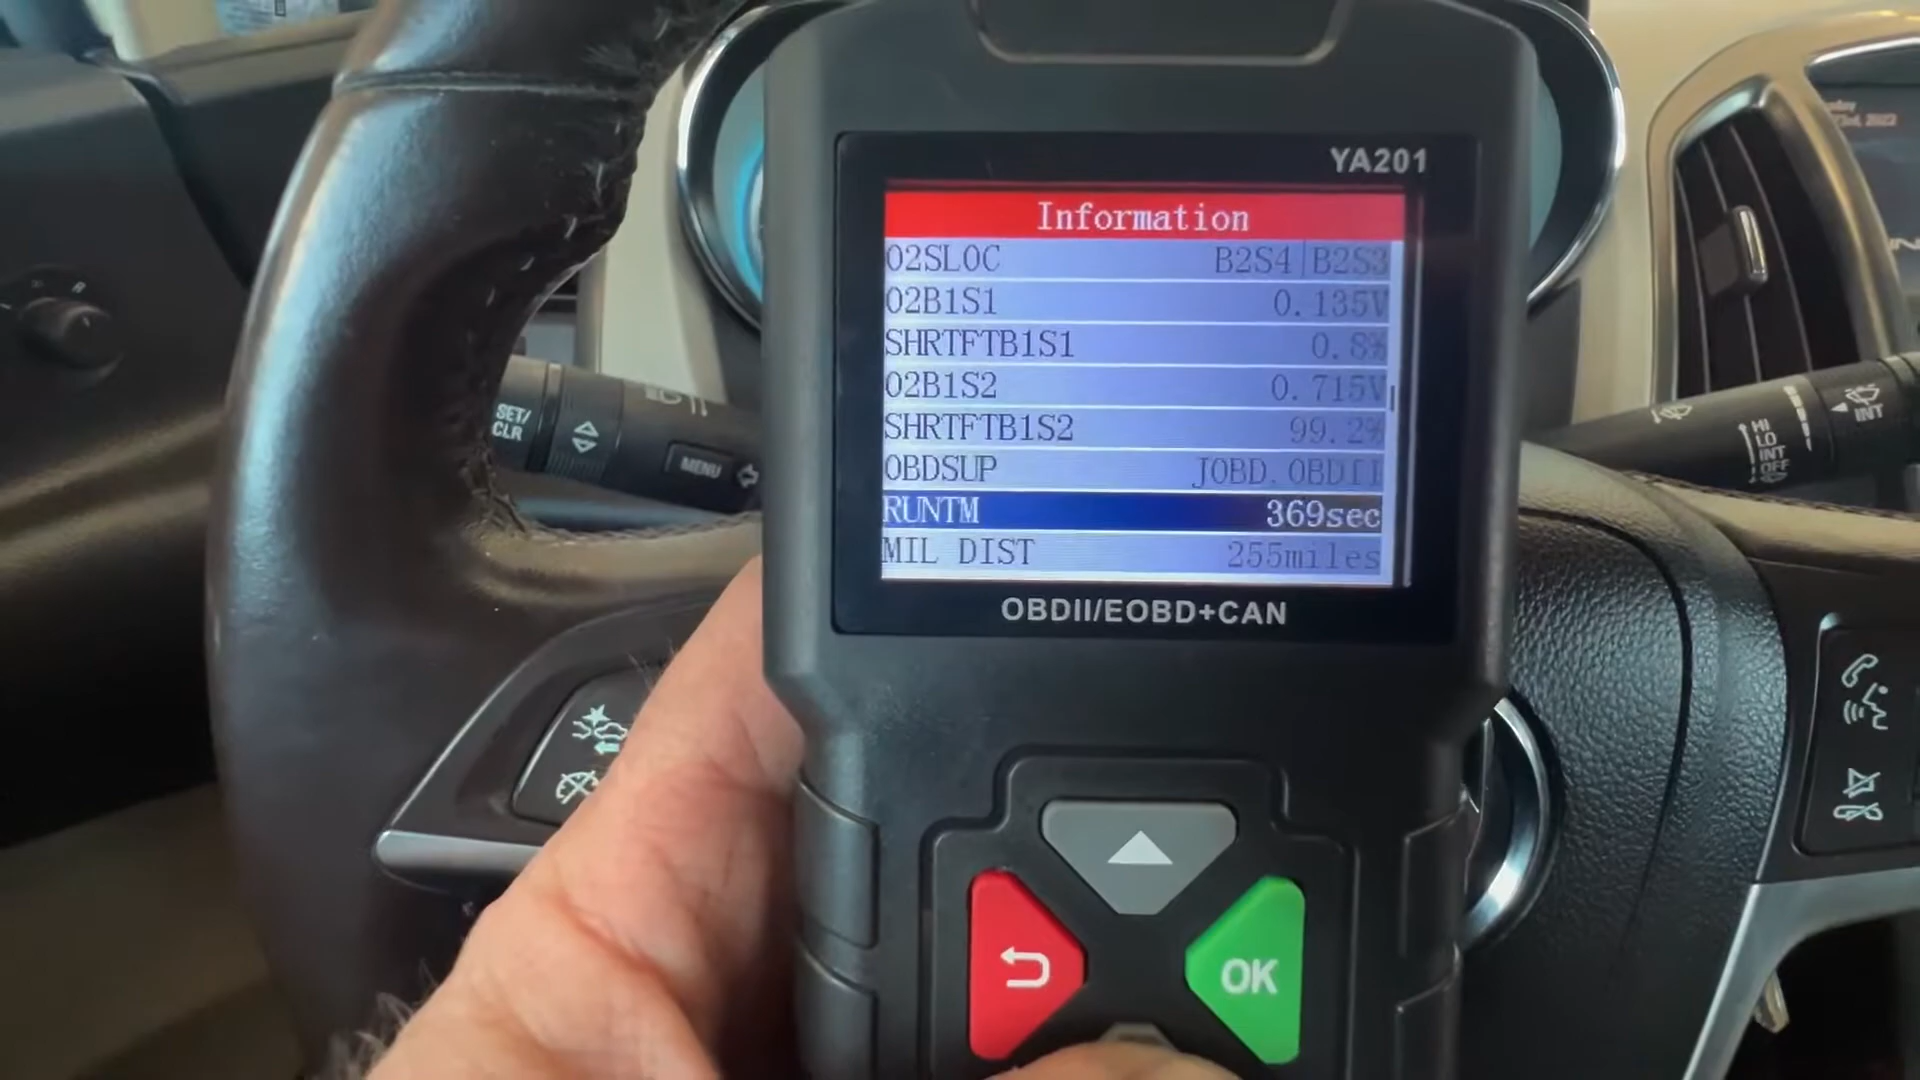 YA201
Information
O2SLOC B2S4 B2S3
O2B1S1 0.135V
SHRTFTB1S1 0.8%
O2B1S2 0.715V
SHRTFTB1S2 99.2%
OBDSUP JOBD.OBDII
RUNTM 369sec
MIL DIST 255miles
OBDII/EOBD+CAN
OK
SET/
CLR
MENU
HI
LO
INT
OFF
INT